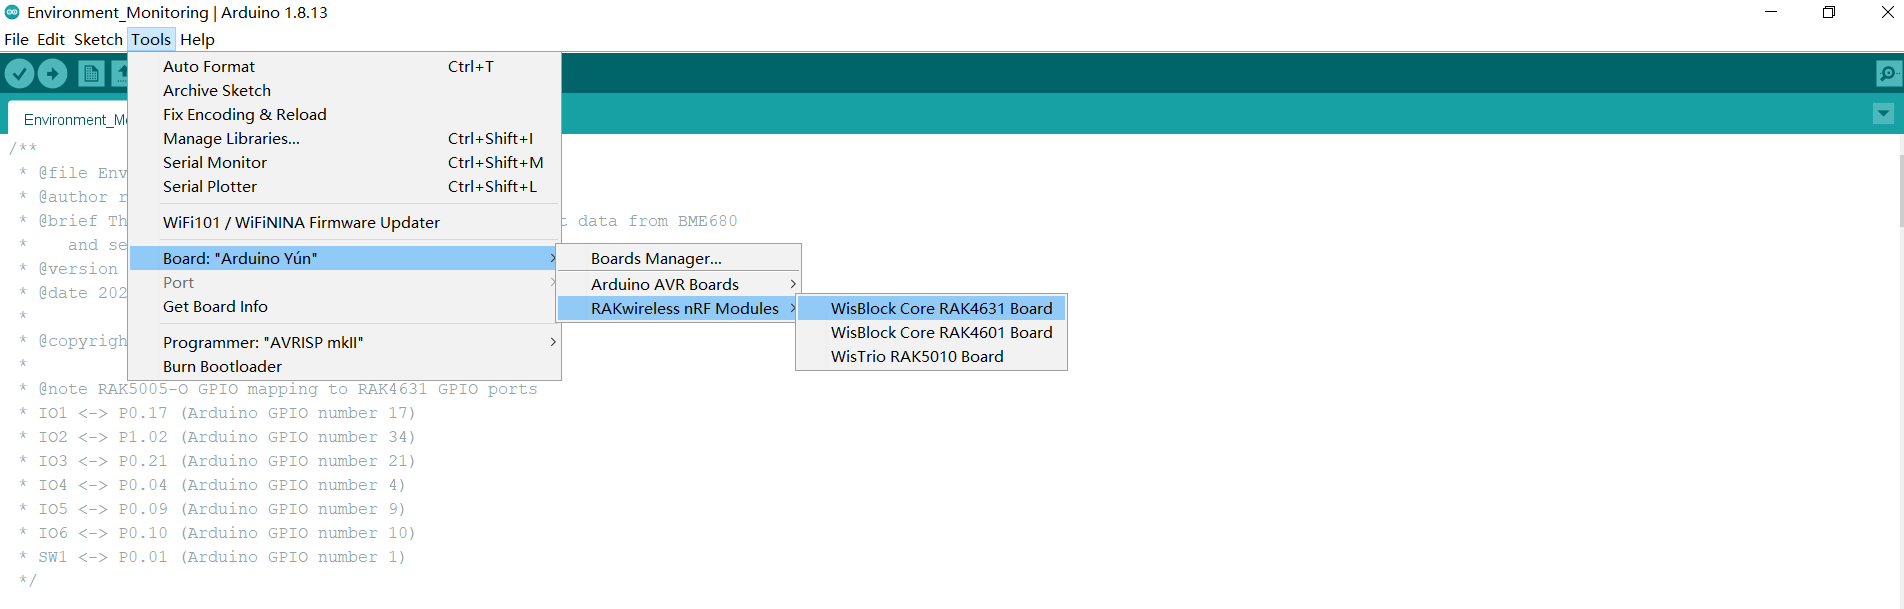 Environment_Monitoring | Arduino 1.8.13
File Edit Sketch Tools Help
Auto Format Ctrl+T
Archive Sketch
Fix Encoding & Reload
Manage Libraries... Ctrl+Shift+I
Serial Monitor Ctrl+Shift+M
Serial Plotter Ctrl+Shift+L
WiFi101 / WiFiNINA Firmware Updater
Board: "Arduino Yún"
Port
Get Board Info
Programmer: "AVRISP mkII"
Burn Bootloader
Boards Manager...
Arduino AVR Boards
RAKwireless nRF Modules
WisBlock Core RAK4631 Board
WisBlock Core RAK4601 Board
WisTrio RAK5010 Board
Environment_M
/**
* @file Env
* @author r
* @brief Th t data from BME680
* and se
* @version
* @date 202
*
* @copyrigh
*
* @note RAK5005-O GPIO mapping to RAK4631 GPIO ports
* IO1 <-> P0.17 (Arduino GPIO number 17)
* IO2 <-> P1.02 (Arduino GPIO number 34)
* IO3 <-> P0.21 (Arduino GPIO number 21)
* IO4 <-> P0.04 (Arduino GPIO number 4)
* IO5 <-> P0.09 (Arduino GPIO number 9)
* IO6 <-> P0.10 (Arduino GPIO number 10)
* SW1 <-> P0.01 (Arduino GPIO number 1)
*/